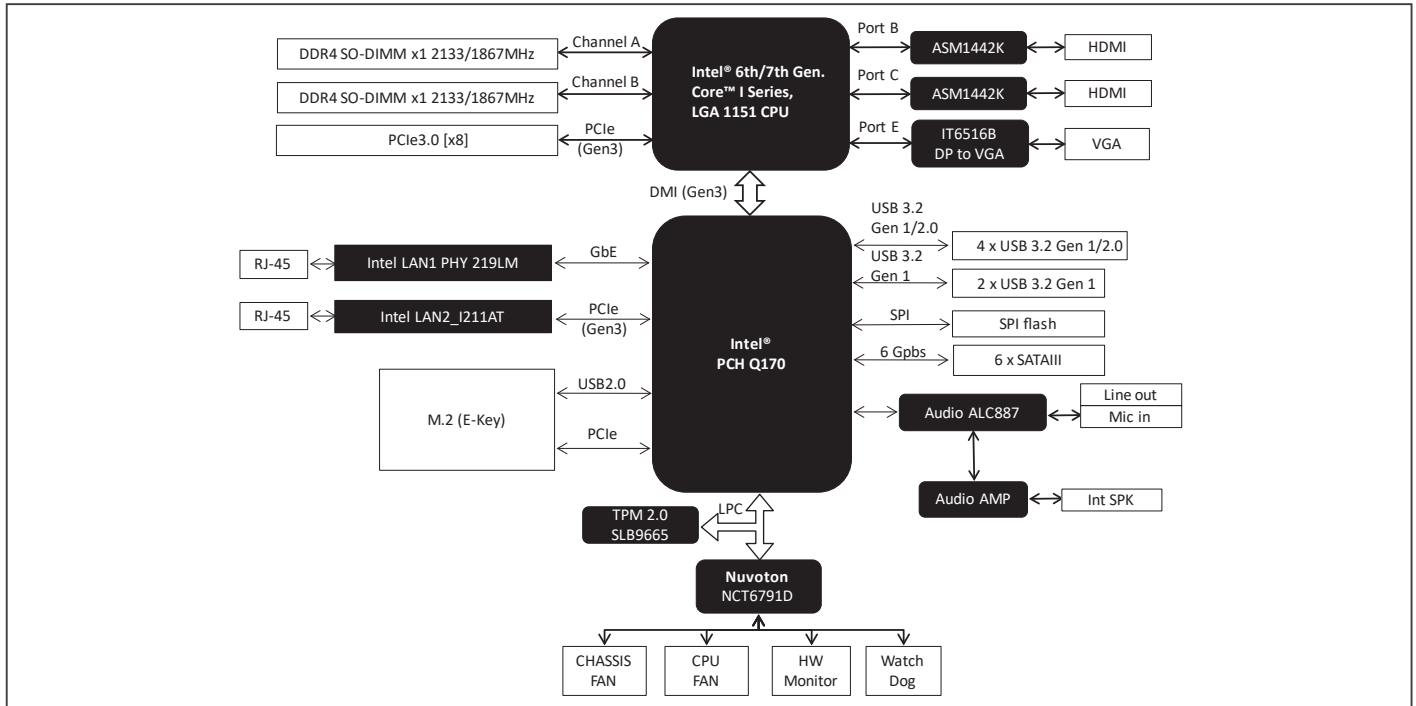 DDR4 SO-DIMM x1 2133/1867MHz
Channel A
DDR4 SO-DIMM x1 2133/1867MHz
Channel B
PCIe3.0 [x8]
PCIe
(Gen3)
Intel® 6th/7th Gen.
Core™ I Series,
LGA 1151 CPU
Port B
ASM1442K
HDMI
Port C
ASM1442K
HDMI
Port E
IT6516B
DP to VGA
VGA
DMI (Gen3)
RJ-45
Intel LAN1 PHY 219LM
GbE
RJ-45
Intel LAN2_I211AT
PCIe
(Gen3)
M.2 (E-Key)
USB2.0
PCIe
Intel®
PCH Q170
USB 3.2
Gen 1/2.0
4 x USB 3.2 Gen 1/2.0
USB 3.2
Gen 1
2 x USB 3.2 Gen 1
SPI
SPI flash
6 Gpbs
6 x SATAIII
Audio ALC887
Line out
Mic in
Audio AMP
Int SPK
TPM 2.0
SLB9665
LPC
Nuvoton
NCT6791D
CHASSIS
FAN
CPU
FAN
HW
Monitor
Watch
Dog